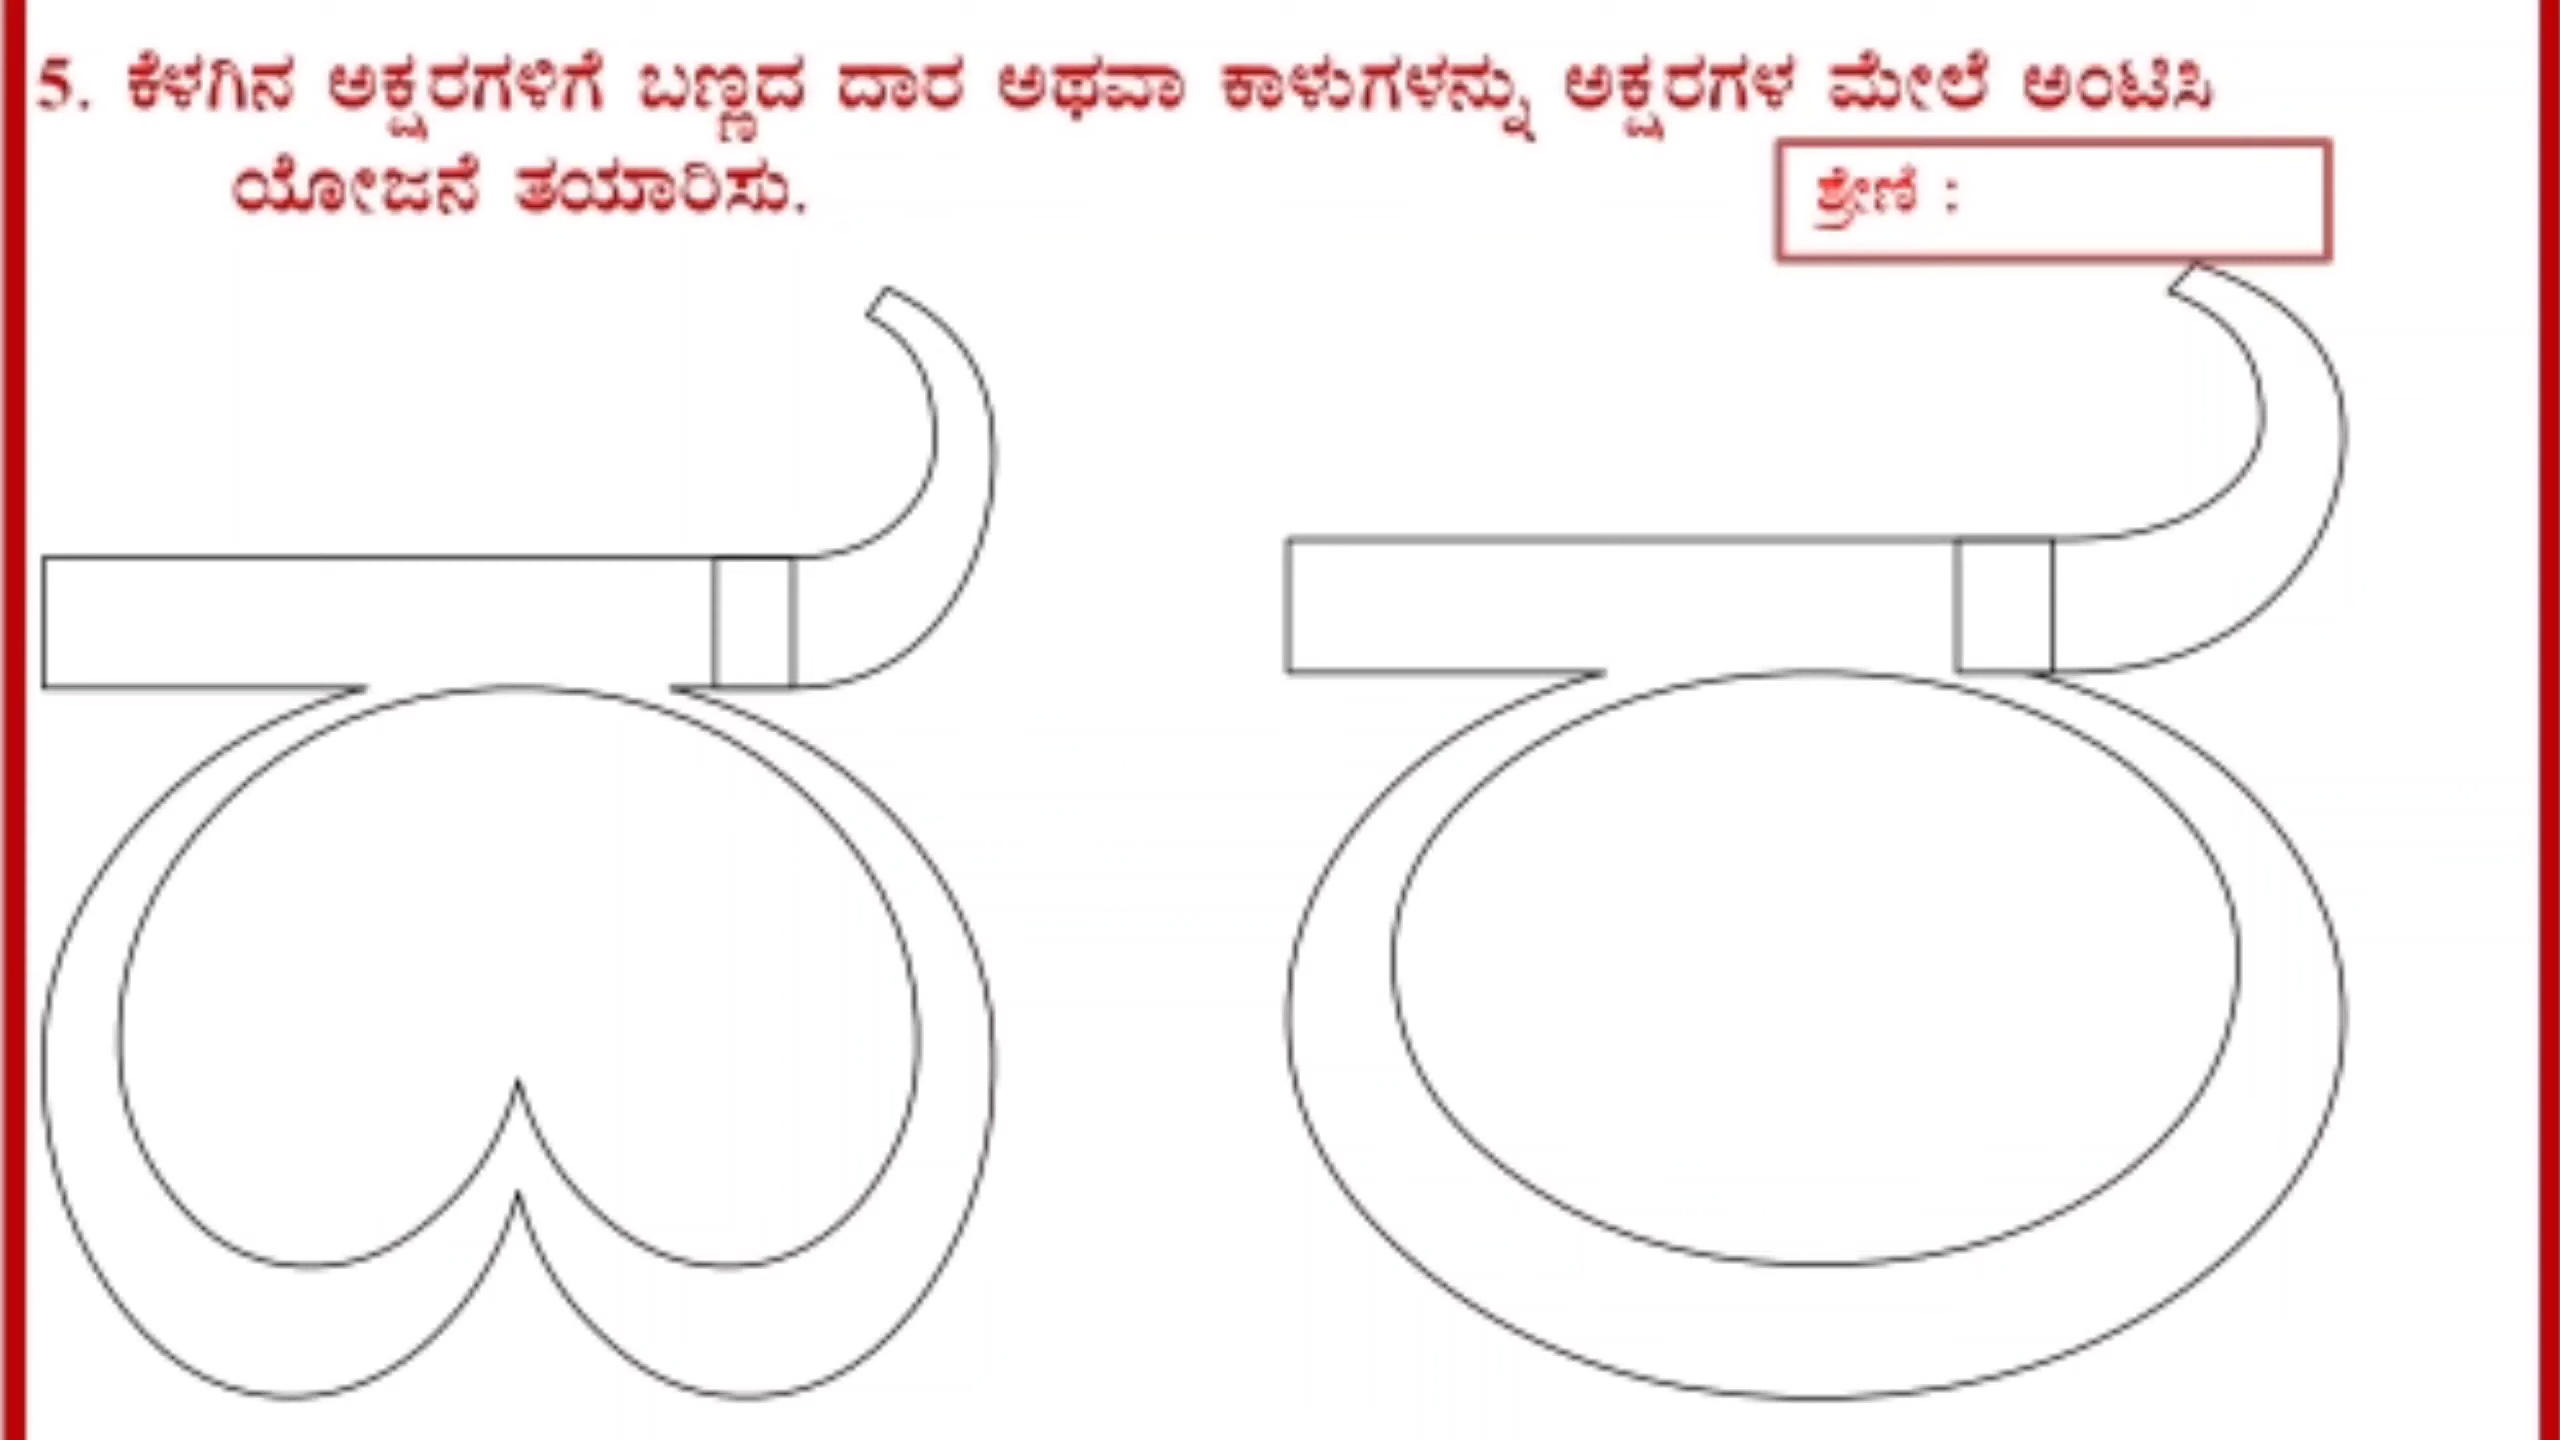 5. ಕೆಳಗಿನ ಅಕ್ಷರಗಳಿಗೆ ಬಣ್ಣದ ದಾರ ಅಥವಾ ಕಾಳುಗಳನ್ನು ಅಕ್ಷರಗಳ ಮೇಲೆ ಅಂಟಿಸಿ
ಯೋಜನೆ ತಯಾರಿಸು.
ಶ್ರೇಣಿ :
ವ ರ